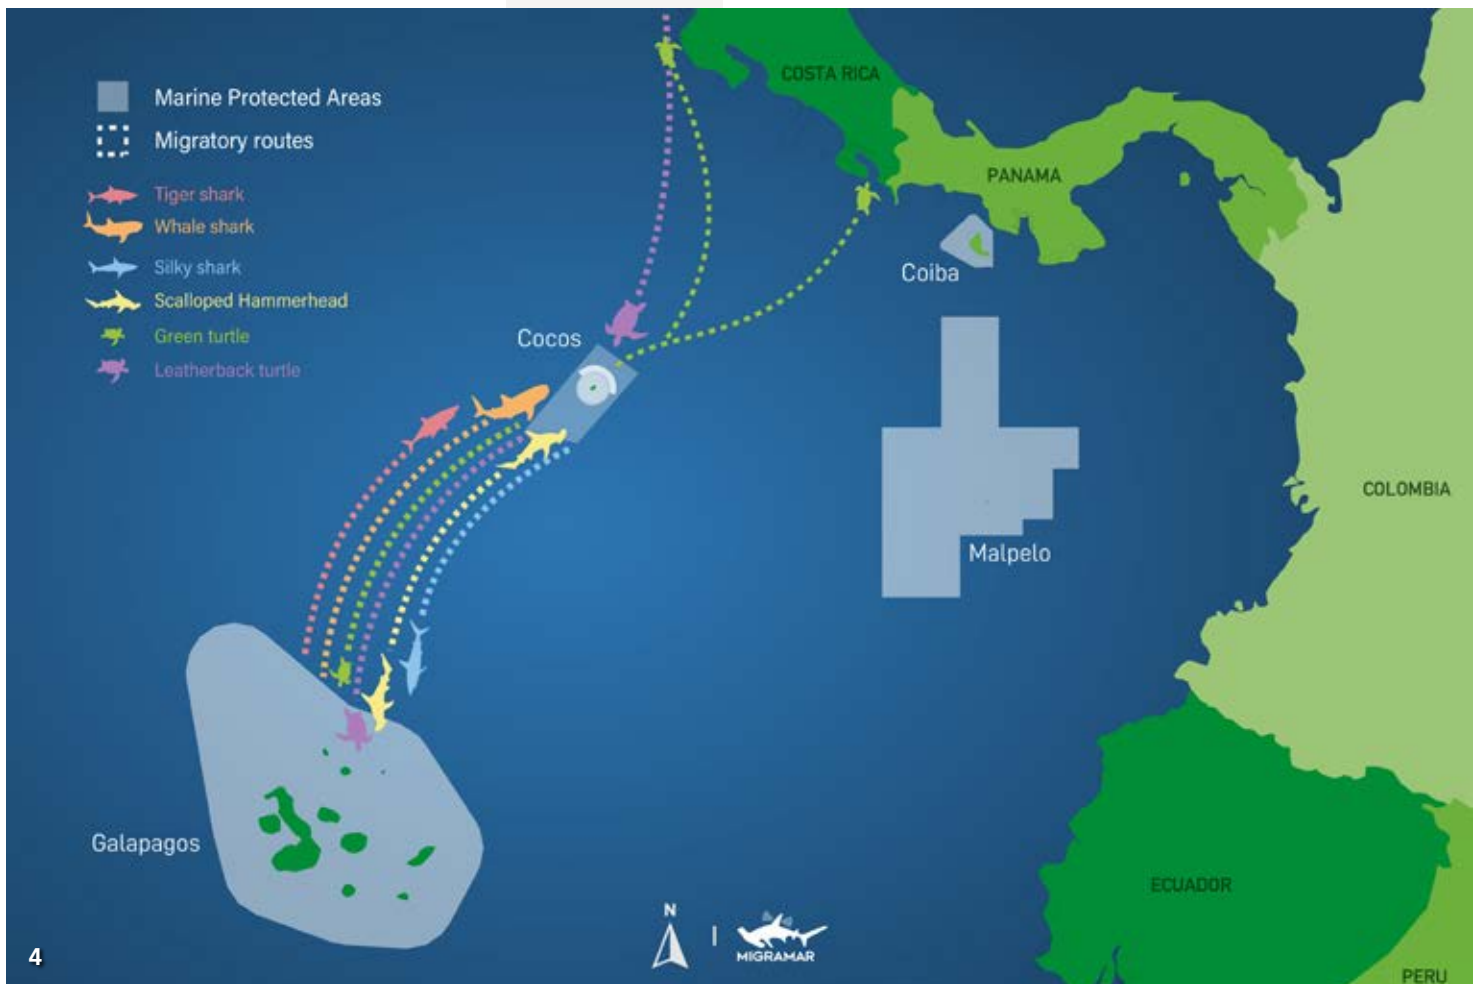 Marine Protected Areas
Migratory routes
Tiger shark
Whale shark
Silky shark
Scalloped Hammerhead
Green turtle
Leatherback turtle
COSTA RICA
PANAMA
Coiba
Cocos
COLOMBIA
Malpelo
Galapagos
ECUADOR
PERU
N
MIGRAMAR
4